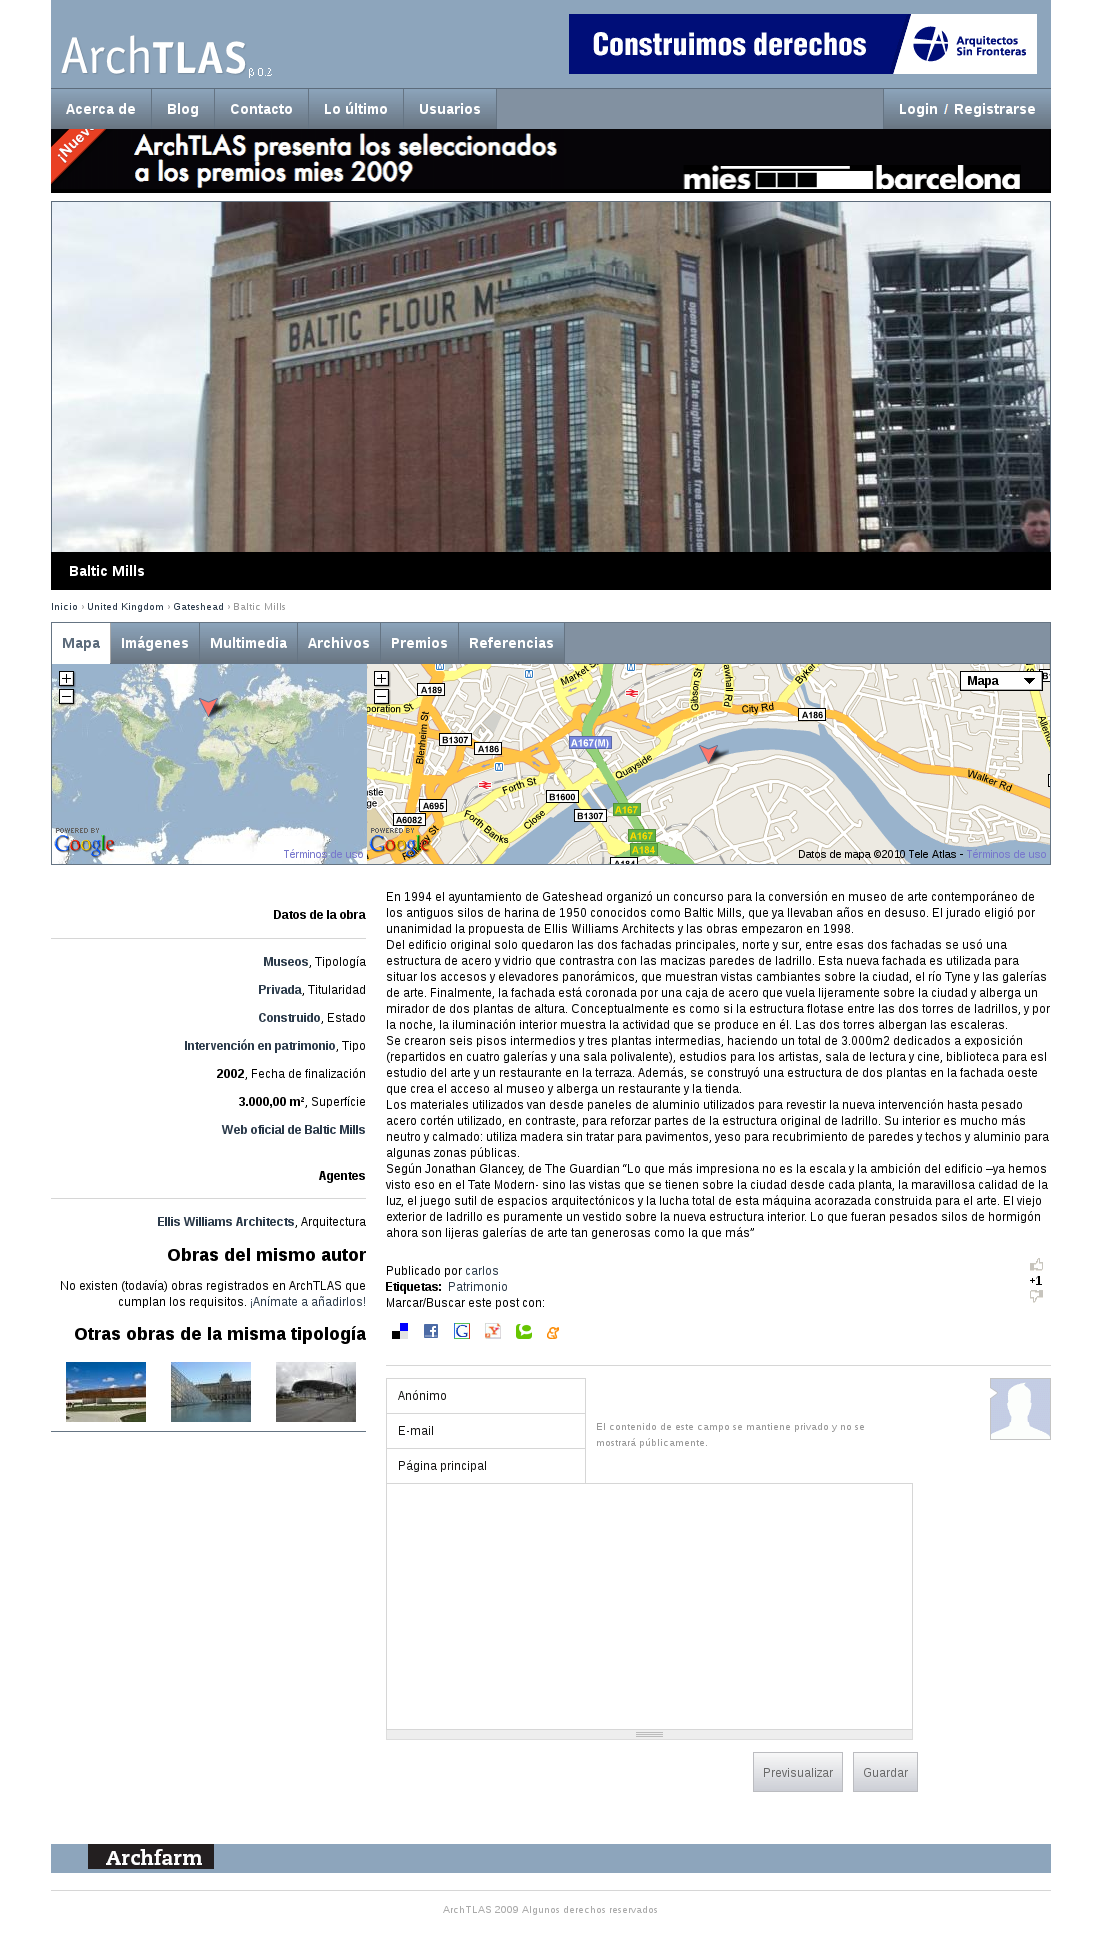 ArchTLAS β 0.2
Construimos derechos
Arquitectos
Sin Fronteras
Acerca de
Blog
Contacto
Lo último
Usuarios
Login / Registrarse
¡Nuevo
ArchTLAS presenta los seleccionados
a los premios mies 2009
mies barcelona
BALTIC FLOUR MI
open every day late night thursday free admission
Baltic Mills
Inicio › United Kingdom › Gateshead › Baltic Mills
Mapa
Imágenes
Multimedia
Archivos
Premios
Referencias
POWERED BY
Google
Términos de uso
A189
poration St
Blenheim St
B1307
A186
A695
A6082
Railway St
Forth St
Forth Banks
Close
B1600
B1307
A167(M)
Market St
Quayside
Gibson St
City Rd
Byker
A186
Walker Rd
A167
A167
A184
A184
Mapa
POWERED BY
Google
Datos de mapa ©2010 Tele Atlas - Términos de uso
Datos de la obra
Museos, Tipología
Privada, Titularidad
Construido, Estado
Intervención en patrimonio, Tipo
2002, Fecha de finalización
3.000,00 m², Superfície
Web oficial de Baltic Mills
Agentes
Ellis Williams Architects, Arquitectura
Obras del mismo autor
No existen (todavía) obras registrados en ArchTLAS que
cumplan los requisitos. ¡Anímate a añadirlos!
Otras obras de la misma tipología
En 1994 el ayuntamiento de Gateshead organizó un concurso para la conversión en museo de arte contemporáneo de
los antiguos silos de harina de 1950 conocidos como Baltic Mills, que ya llevaban años en desuso. El jurado eligió por
unanimidad la propuesta de Ellis Williams Architects y las obras empezaron en 1998.
Del edificio original solo quedaron las dos fachadas principales, norte y sur, entre esas dos fachadas se usó una
estructura de acero y vidrio que contrastra con las macizas paredes de ladrillo. Esta nueva fachada es utilizada para
situar los accesos y elevadores panorámicos, que muestran vistas cambiantes sobre la ciudad, el río Tyne y las galerías
de arte. Finalmente, la fachada está coronada por una caja de acero que vuela lijeramente sobre la ciudad y alberga un
mirador de dos plantas de altura. Conceptualmente es como si la estructura flotase entre las dos torres de ladrillos, y por
la noche, la iluminación interior muestra la actividad que se produce en él. Las dos torres albergan las escaleras.
Se crearon seis pisos intermedios y tres plantas intermedias, haciendo un total de 3.000m2 dedicados a exposición
(repartidos en cuatro galerías y una sala polivalente), estudios para los artistas, sala de lectura y cine, biblioteca para esl
estudio del arte y un restaurante en la terraza. Además, se construyó una estructura de dos plantas en la fachada oeste
que crea el acceso al museo y alberga un restaurante y la tienda.
Los materiales utilizados van desde paneles de aluminio utilizados para revestir la nueva intervención hasta pesado
acero cortén utilizado, en contraste, para reforzar partes de la estructura original de ladrillo. Su interior es mucho más
neutro y calmado: utiliza madera sin tratar para pavimentos, yeso para recubrimiento de paredes y techos y aluminio para
algunas zonas públicas.
Según Jonathan Glancey, de The Guardian “Lo que más impresiona no es la escala y la ambición del edificio –ya hemos
visto eso en el Tate Modern- sino las vistas que se tienen sobre la ciudad desde cada planta, la maravillosa calidad de la
luz, el juego sutil de espacios arquitectónicos y la lucha total de esta máquina acorazada construida para el arte. El viejo
exterior de ladrillo es puramente un vestido sobre la nueva estructura interior. Lo que fueran pesados silos de hormigón
ahora son lijeras galerías de arte tan generosas como la que más”
Publicado por carlos
Etiquetas: Patrimonio
Marcar/Buscar este post con:
+1
Anónimo
E-mail
Página principal
El contenido de este campo se mantiene privado y no se
mostrará públicamente.
Previsualizar
Guardar
Archfarm
ArchTLAS 2009 Algunos derechos reservados